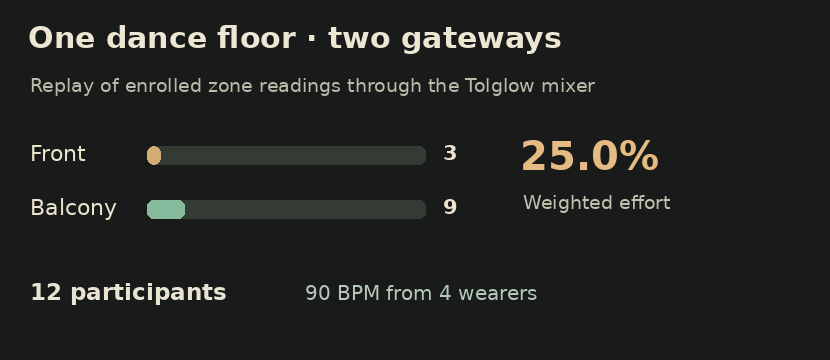 One dance floor · two gateways
Replay of enrolled zone readings through the Tolglow mixer
Front 3
25.0%
Balcony 9
Weighted effort
12 participants 90 BPM from 4 wearers